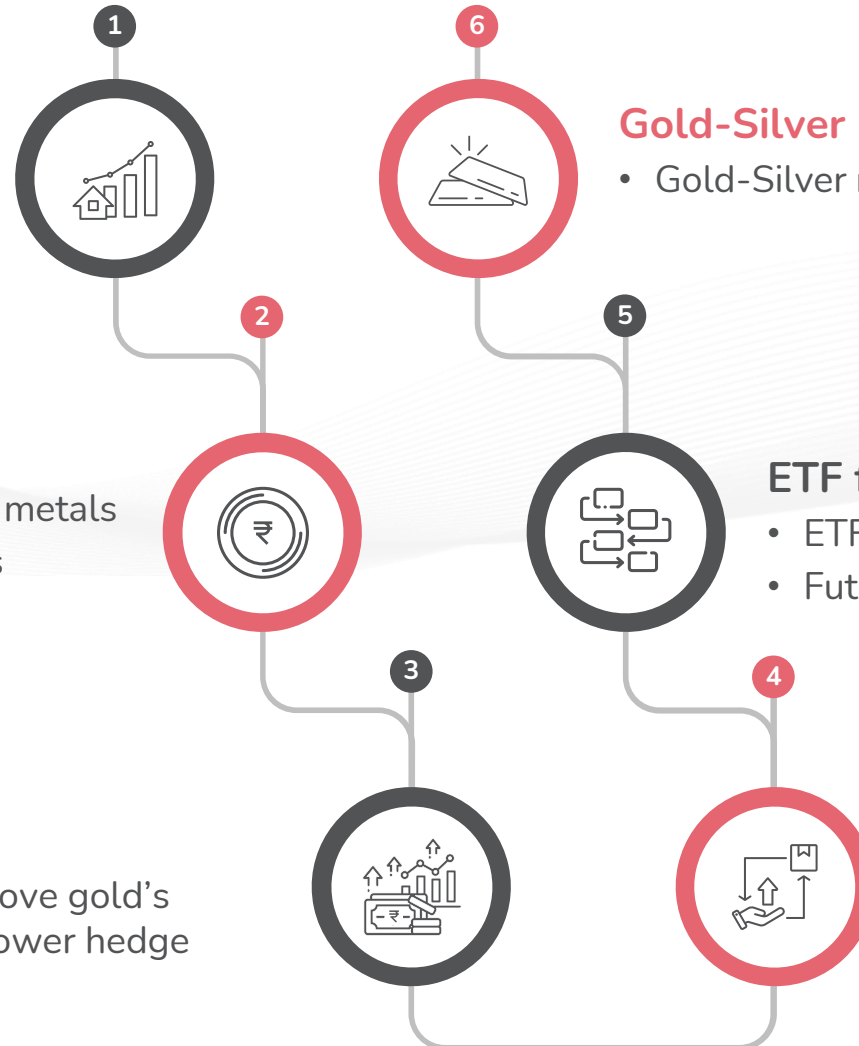 1
6
Gold-Silver
• Gold-Silver
2
5
ETF
metals
₹
• ETF
• Fut
3
4
ove gold's
ower hedge
₹